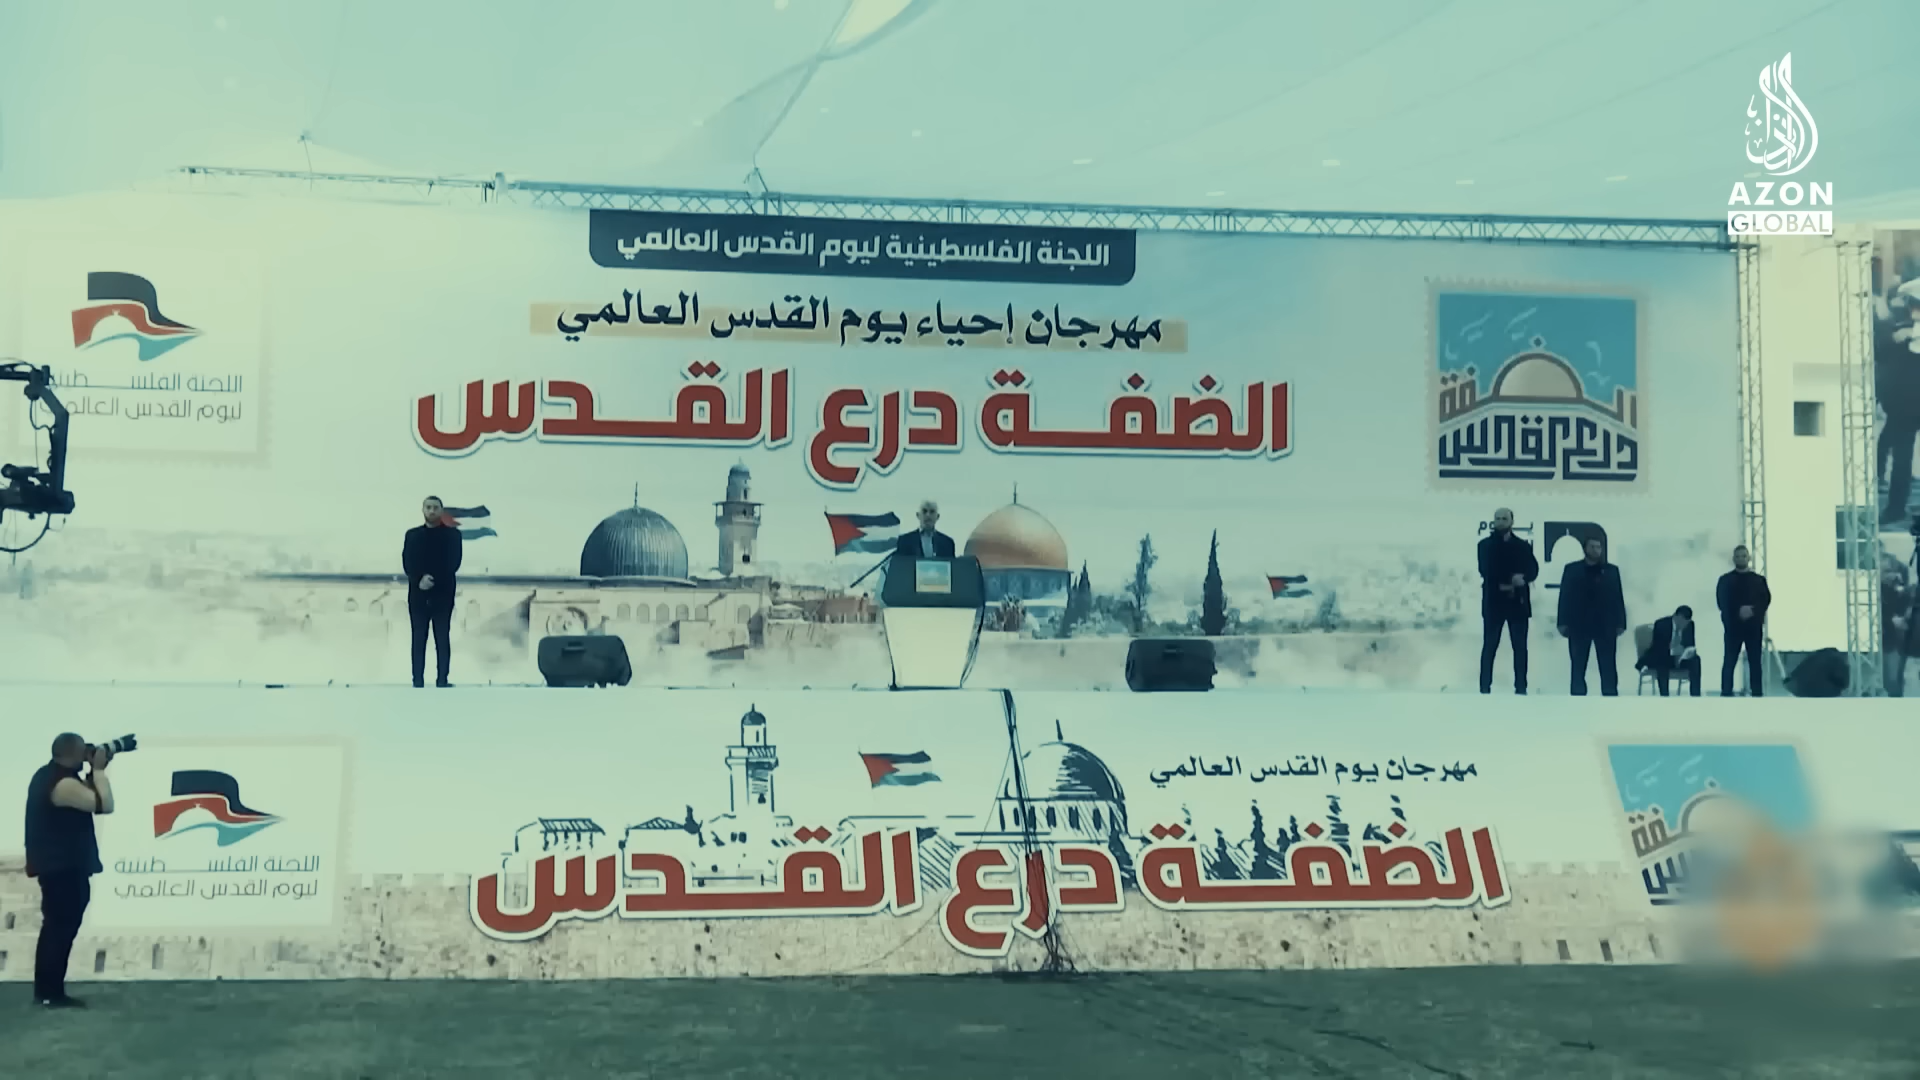 AZON
GLOBAL
اللجنة الفلسطينية ليوم القدس العالمي
مهرجان إحياء يوم القدس العالمي
الضفة درع القدس
الضفة
درع القدس
اللجنة الفلسطينية
ليوم القدس العالمي
مهرجان يوم القدس العالمي
الضفة درع القدس
اللجنة الفلسطينية
ليوم القدس العالمي